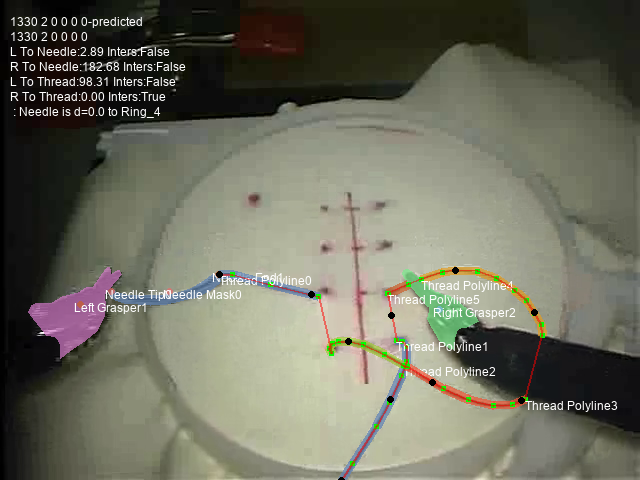 1330 2 0 0 0 0-predicted
1330 2 0 0 0 0
L To Needle:2.89 Inters:False
R To Needle:182.68 Inters:False
L To Thread:98.31 Inters:False
R To Thread:0.00 Inters:True
: Needle is d=0.0 to Ring_4
Thread Polyline0
Thread Polyline4
Needle Tip
Needle Mask0
Thread Polyline5
Left Grasper1
Right Grasper2
Thread Polyline1
Thread Polyline2
Thread Polyline3